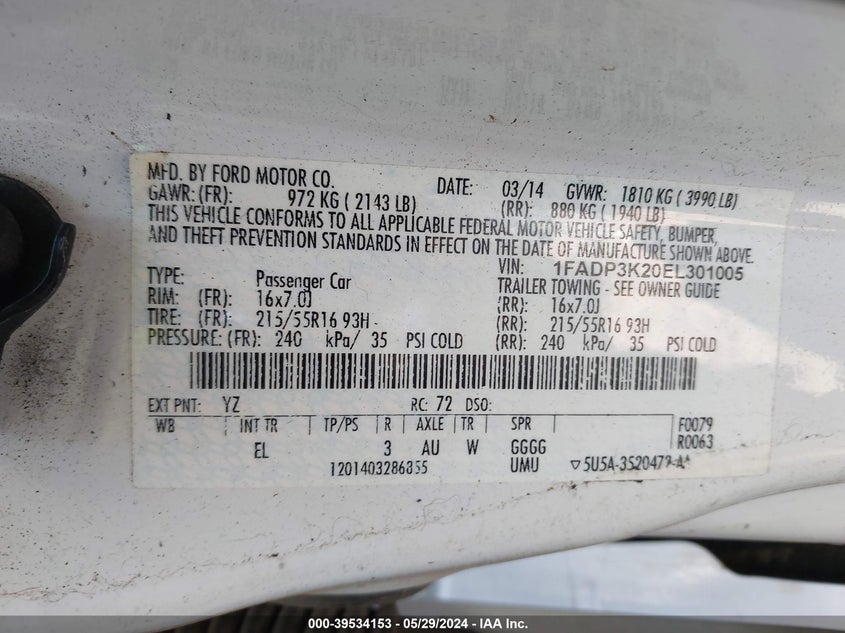 MFD. BY FORD MOTOR CO. DATE: 03/14 GVWR: 1810 KG ( 3990 LB)
GAWR: (FR): 972 KG ( 2143 LB) (RR): 880 KG ( 1940 LB)
THIS VEHICLE CONFORMS TO ALL APPLICABLE FEDERAL MOTOR VEHICLE SAFETY, BUMPER,
AND THEFT PREVENTION STANDARDS IN EFFECT ON THE DATE OF MANUFACTURE SHOWN ABOVE.
VIN: 1FADP3K20EL301005
TYPE: Passenger Car TRAILER TOWING - SEE OWNER GUIDE
RIM: (FR): 16x7.0J (RR): 16x7.0J
TIRE: (FR): 215/55R16 93H (RR): 215/55R16 93H
PRESSURE: (FR): 240 kPa/ 35 PSI COLD (RR): 240 kPa/ 35 PSI COLD
EXT PNT: YZ RC: 72 DSO:
WB INT TR TP/PS R AXLE TR SPR F0079
EL 3 AU W GGGG R0063
1201403286355 UMU ▽5U5A-3520472-AA
000-39534153 - 05/29/2024 - IAA Inc.